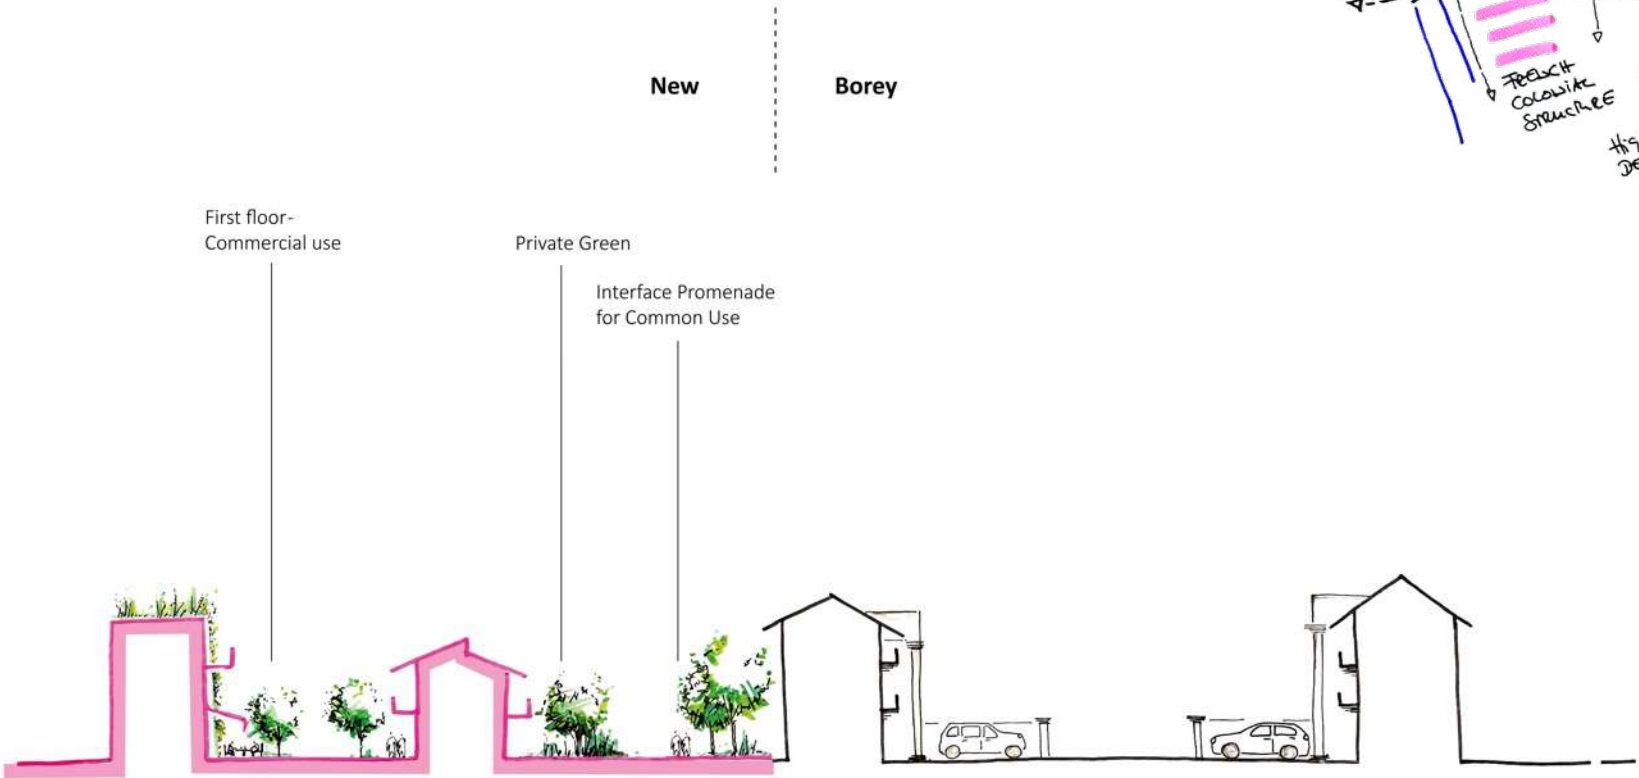 New
Borey
First floor-
Commercial use
Private Green
Interface Promenade
for Common Use
FRENCH
COLONIAL
STRUCTURE